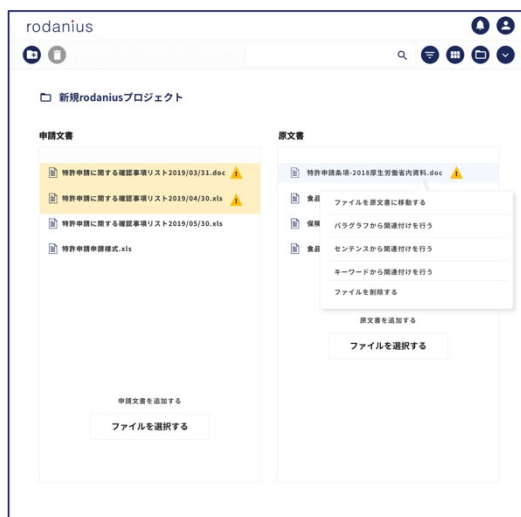 rodanius
新規rodaniusプロジェクト
申請文書
特許申請に関する確認事項リスト2019/03/31.doc
特許申請に関する確認事項リスト2019/04/30.xls
特許申請に関する確認事項リスト2019/05/30.xls
特許申請申請様式.xls
申請文書を追加する
ファイルを選択する
原文書
特許申請条項-2018厚生労働省内資料.doc
食品
保険
食品
ファイルを原文書に移動する
パラグラフから関連付けを行う
センテンスから関連付けを行う
キーワードから関連付けを行う
ファイルを削除する
原文書を追加する
ファイルを選択する